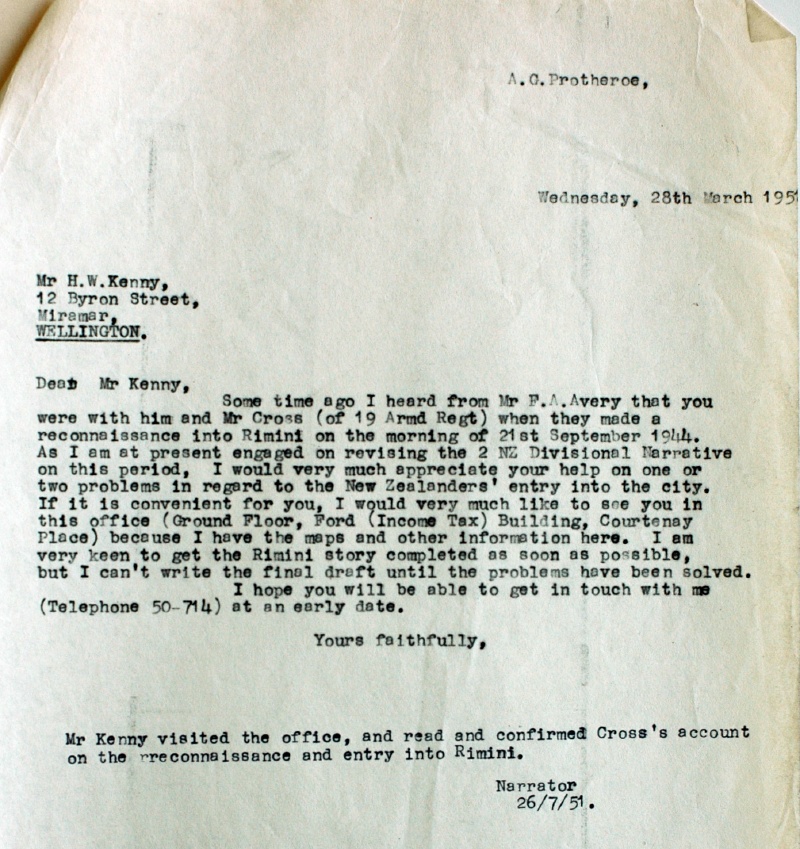 A.G.Protheroe,
Wednesday, 28th March 1951
Mr H.W.Kenny,
12 Byron Street,
Miramar,
WELLINGTON.
Dear Mr Kenny,
Some time ago I heard from Mr F.A.Avery that you
were with him and Mr Cross (of 19 Armd Regt) when they made a
reconnaissance into Rimini on the morning of 21st September 1944.
As I am at present engaged on revising the 2 NZ Divisional Narrative
on this period, I would very much appreciate your help on one or
two problems in regard to the New Zealanders' entry into the city.
If it is convenient for you, I would very much like to see you in
this office (Ground Floor, Ford (Income Tax) Building, Courtenay
Place) because I have the maps and other information here. I am
very keen to get the Rimini story completed as soon as possible,
but I can't write the final draft until the problems have been solved.
I hope you will be able to get in touch with me
(Telephone 50-714) at an early date.
Yours faithfully,
Mr Kenny visited the office, and read and confirmed Cross's account
on the rreconnaissance and entry into Rimini.
Narrator
26/7/51.